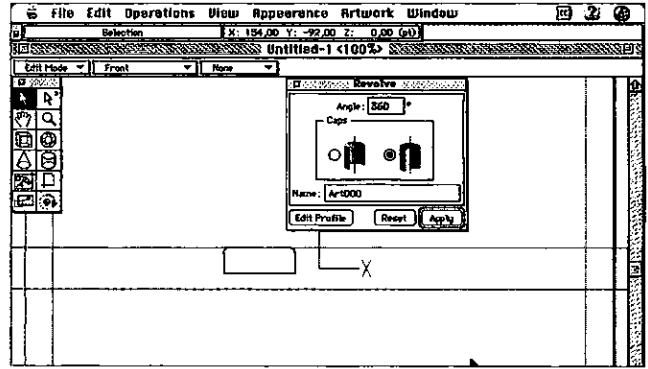 File Edit Operations View Appearance Artwork Window
Selection X: 154,00 Y: -92,00 Z: 0,00 (pt)
Untitled-1 <100%>
Edit Mode Front None
Revolve
Angle: 360 °
Caps
Name: Art000
Edit Profile Reset Apply
X